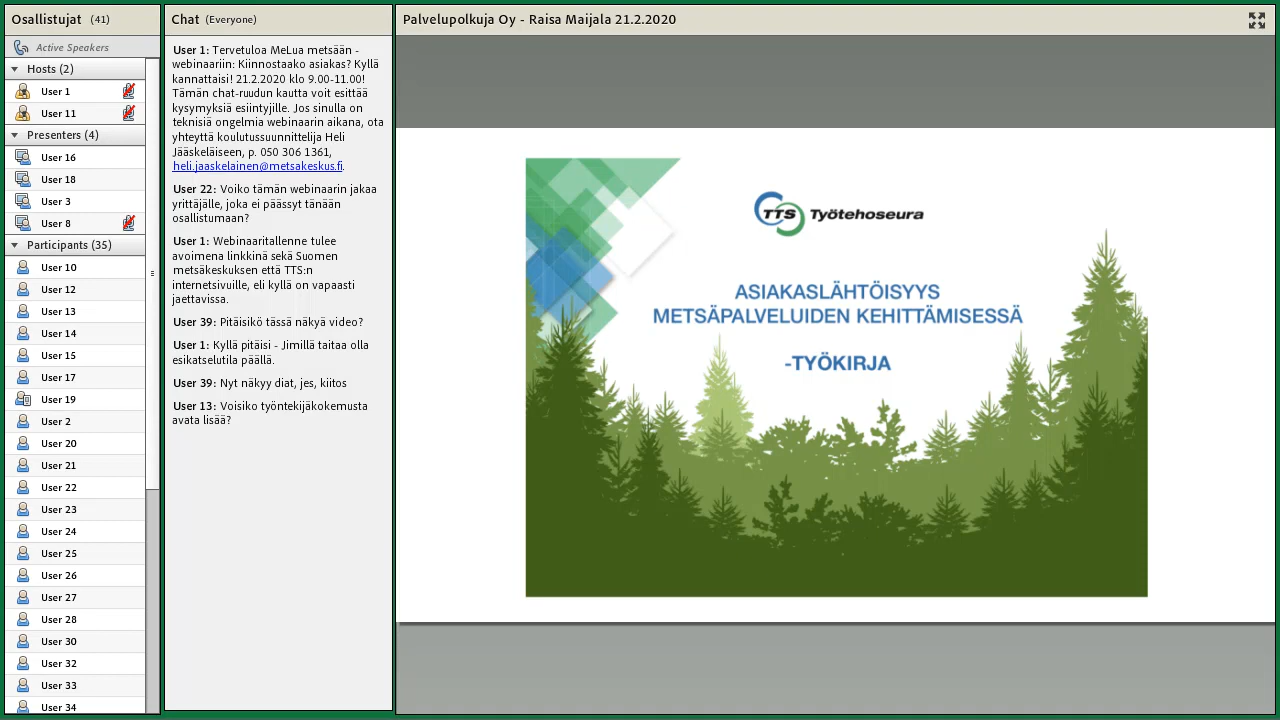 Osallistujat (41)
Active Speakers
Hosts (2)
User 1
User 11
Presenters (4)
User 16
User 18
User 3
User 8
Participants (35)
User 10
User 12
User 13
User 14
User 15
User 17
User 19
User 2
User 20
User 21
User 22
User 23
User 24
User 25
User 26
User 27
User 28
User 30
User 32
User 33
User 34
Chat (Everyone)
User 1: Tervetuloa MeLua metsään -
webinaariin: Kiinnostaako asiakas? Kyllä
kannattaisi! 21.2.2020 klo 9.00-11.00!
Tämän chat-ruudun kautta voit esittää
kysymyksiä esiintyjille. Jos sinulla on
teknisiä ongelmia webinaarin aikana, ota
yhteyttä koulutussuunnittelija Heli
Jääskeläiseen, p. 050 306 1361,
heli.jaaskelainen@metsakeskus.fi.
User 22: Voiko tämän webinaarin jakaa
yrittäjälle, joka ei päässyt tänään
osallistumaan?
User 1: Webinaaritallenne tulee
avoimena linkkinä sekä Suomen
metsäkeskuksen että TTS:n
internetsivuille, eli kyllä on vapaasti
jaettavissa.
User 39: Pitäisikö tässä näkyä video?
User 1: Kyllä pitäisi - Jimillä taitaa olla
esikatselutila päällä.
User 39: Nyt näkyy diat, jes, kiitos
User 13: Voisiko työntekijäkokemusta
avata lisää?
Palvelupolkuja Oy - Raisa Maijala 21.2.2020
TTS Työtehoseura
ASIAKASLÄHTÖISYYS
METSÄPALVELUIDEN KEHITTÄMISESSÄ
-TYÖKIRJA